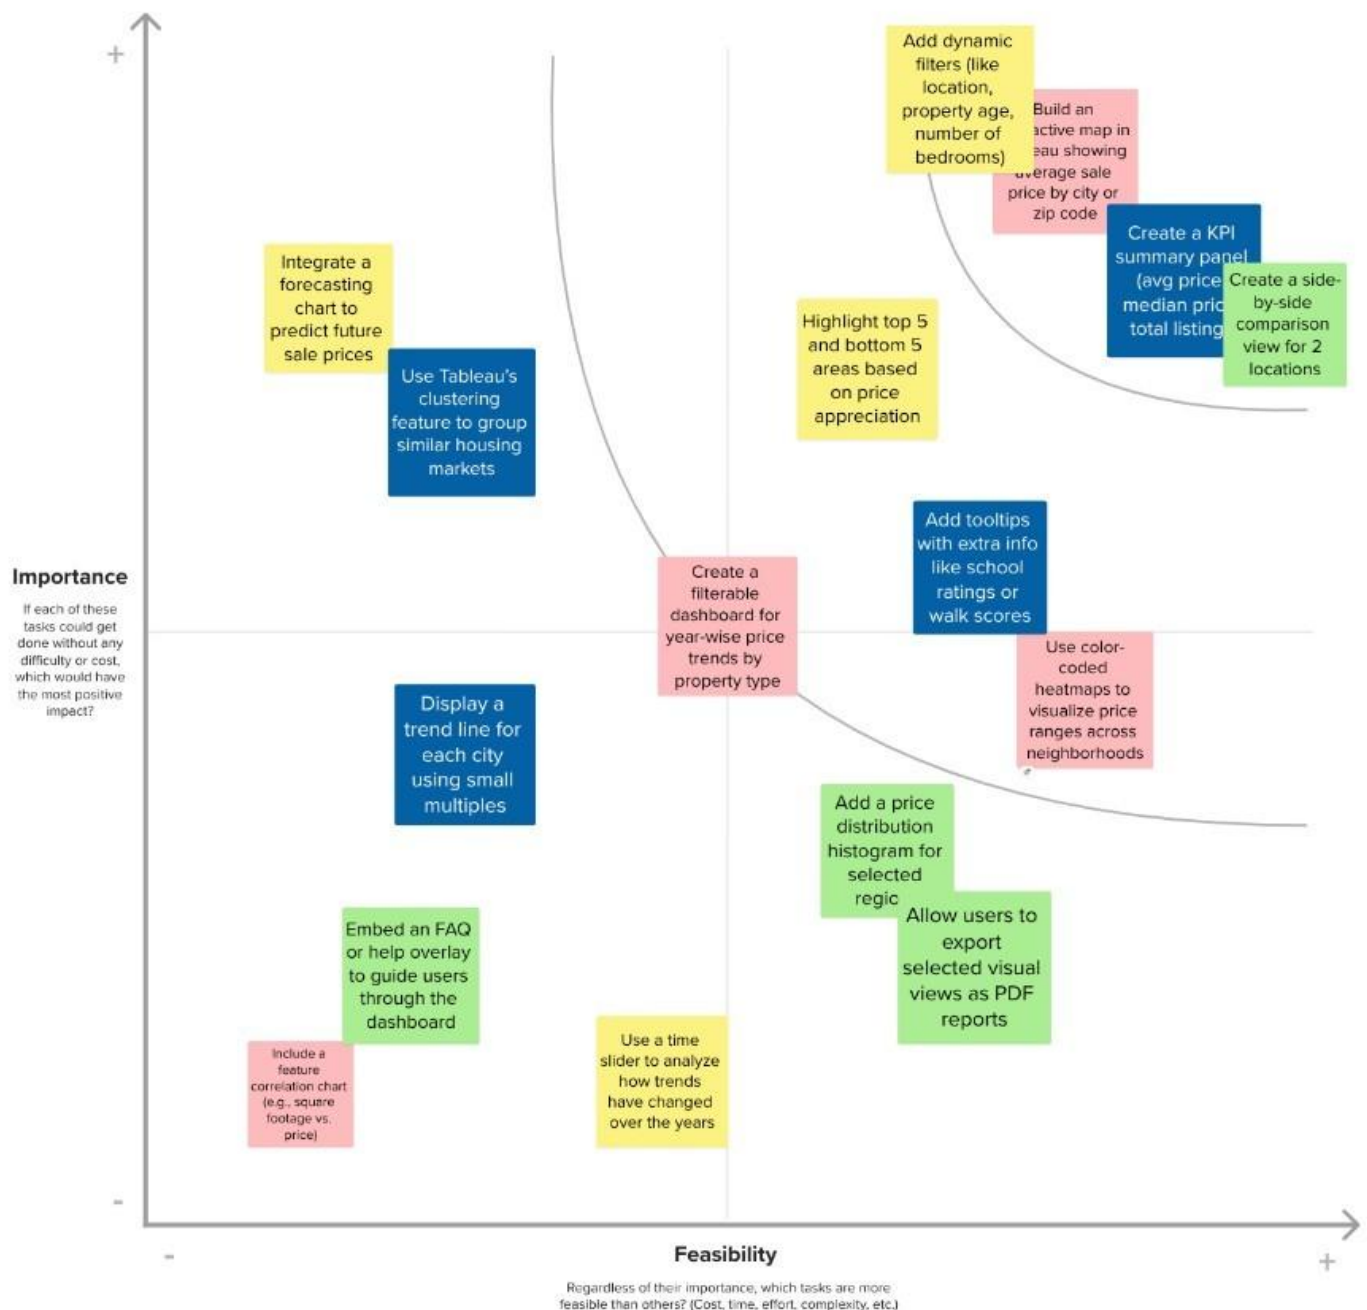 +
Add dynamic
filters (like
location,
property age,
number of
bedrooms)
Build an
active map in
eau showing
average sale
price by city or
zip code
Create a KPI
summary panel
(avg price
median pric
total listing
Create a side-
by-side
comparison
view for 2
locations
Integrate a
forecasting
chart to
predict future
sale prices
Use Tableau's
clustering
feature to group
similar housing
markets
Highlight top 5
and bottom 5
areas based
on price
appreciation
Add tooltips
with extra info
like school
ratings or
walk scores
Importance
If each of these
tasks could get
done without any
difficulty or cost,
which would have
the most positive
impact?
Create a
filterable
dashboard for
year-wise price
trends by
property type
Use color-
coded
heatmaps to
visualize price
ranges across
neighborhoods
Display a
trend line for
each city
using small
multiples
Add a price
distribution
histogram for
selected
regio
Allow users to
export
selected visual
views as PDF
reports
Embed an FAQ
or help overlay
to guide users
through the
dashboard
Include a
feature
correlation chart
(e.g., square
footage vs.
price)
Use a time
slider to analyze
how trends
have changed
over the years
-
-
Feasibility
+
Regardless of their importance, which tasks are more
feasible than others? (Cost, time, effort, complexity, etc.)